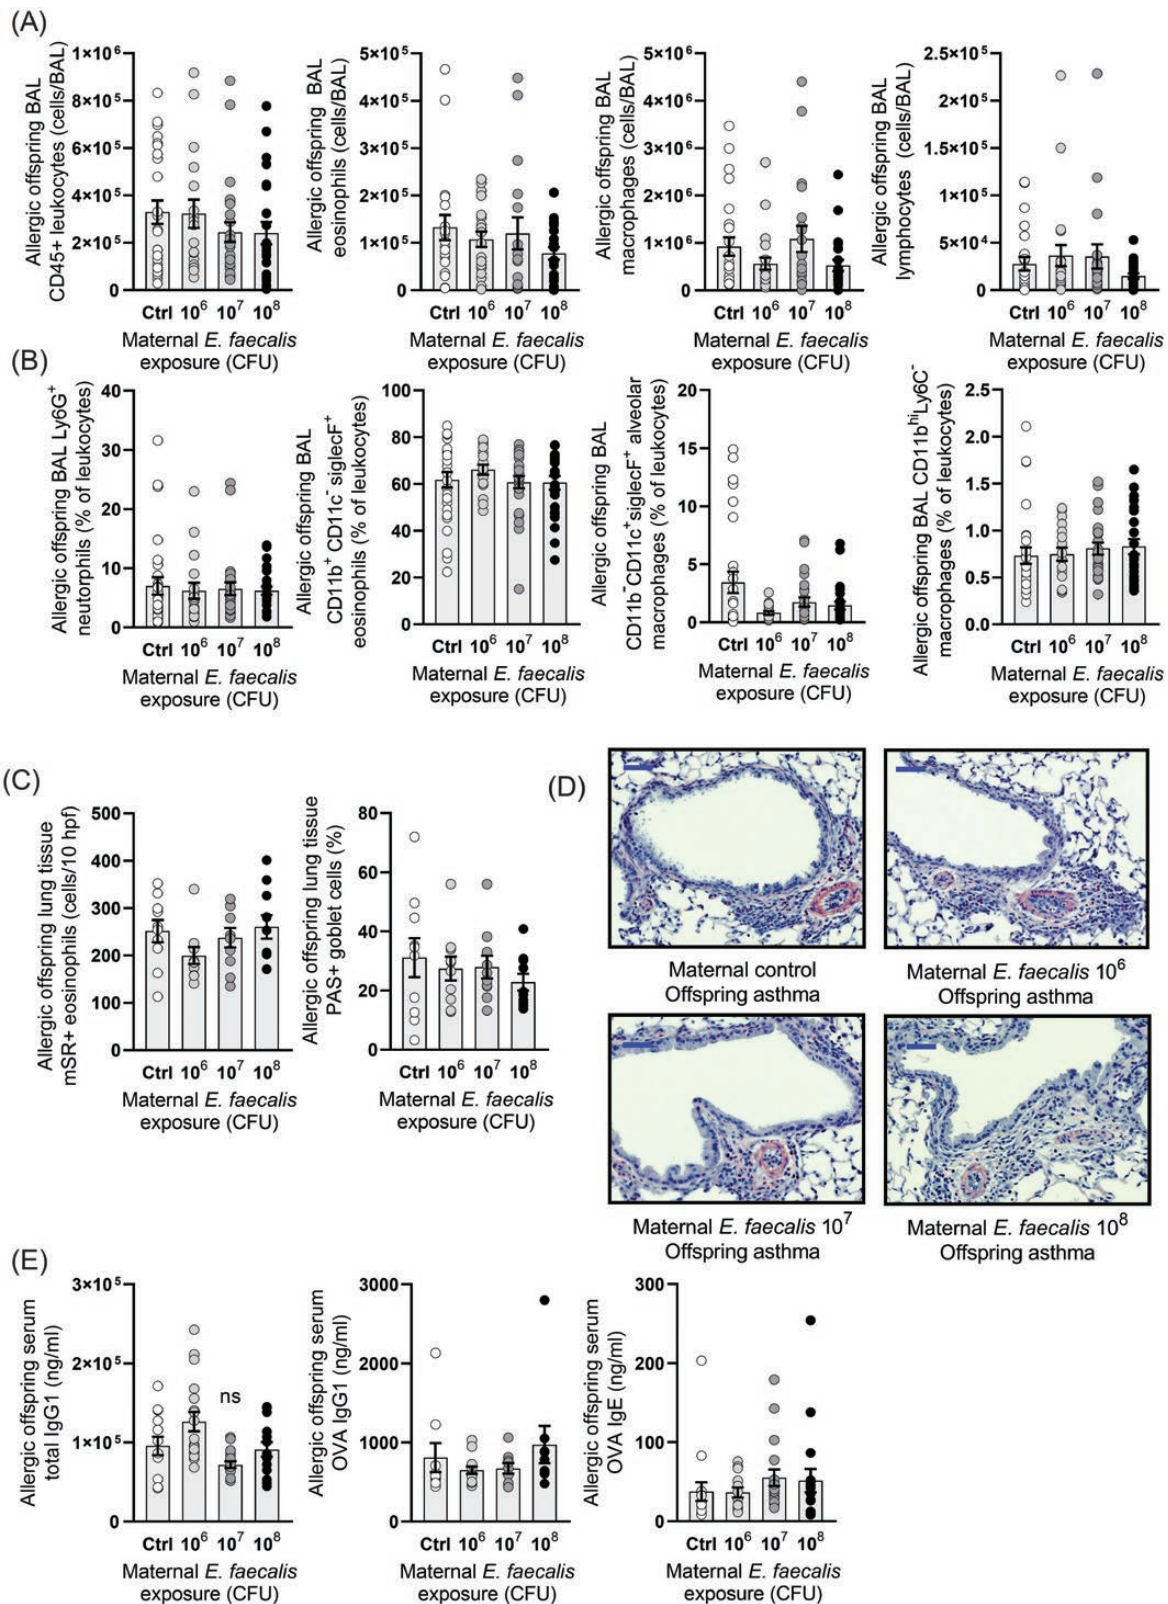 (A)
Allergic offspring BAL
CD45+ leukocytes (cells/BAL)
1×10⁶
8×10⁵
6×10⁵
4×10⁵
2×10⁵
0
Ctrl 10⁶ 10⁷ 10⁸
Maternal E. faecalis
exposure (CFU)
Allergic offspring BAL
eosinophils (cells/BAL)
5×10⁵
4×10⁵
3×10⁵
2×10⁵
1×10⁵
0
Ctrl 10⁶ 10⁷ 10⁸
Maternal E. faecalis
exposure (CFU)
Allergic offspring BAL
macrophages (cells/BAL)
5×10⁶
4×10⁶
3×10⁶
2×10⁶
1×10⁶
0
Ctrl 10⁶ 10⁷ 10⁸
Maternal E. faecalis
exposure (CFU)
Allergic offspring BAL
lymphocytes (cells/BAL)
2.5×10⁵
2×10⁵
1.5×10⁵
1×10⁵
5×10⁴
0
Ctrl 10⁶ 10⁷ 10⁸
Maternal E. faecalis
exposure (CFU)
(B)
Allergic offspring BAL Ly6G⁺
neutorphils (% of leukocytes)
40
30
20
10
0
Ctrl 10⁶ 10⁷ 10⁸
Maternal E. faecalis
exposure (CFU)
Allergic offspring BAL
CD11b⁺ CD11c⁻ siglecF⁺
eosinophils (% of leukocytes)
100
80
60
40
20
0
Ctrl 10⁶ 10⁷ 10⁸
Maternal E. faecalis
exposure (CFU)
Allergic offspring BAL
CD11b⁻ CD11c⁺ siglecF⁺ alveolar
macrophages (% of leukocytes)
20
15
10
5
0
Ctrl 10⁶ 10⁷ 10⁸
Maternal E. faecalis
exposure (CFU)
Allergic offspring BAL CD11bʰⁱLy6C⁻
macrophages (% of leukocytes)
2.5
2.0
1.5
1.0
0.5
0.0
Ctrl 10⁶ 10⁷ 10⁸
Maternal E. faecalis
exposure (CFU)
(C)
Allergic offspring lung tissue
mSR+ eosinophils (cells/10 hpf)
500
400
300
200
100
0
Ctrl 10⁶ 10⁷ 10⁸
Maternal E. faecalis
exposure (CFU)
Allergic offspring lung tissue
PAS+ goblet cells (%)
80
60
40
20
0
Ctrl 10⁶ 10⁷ 10⁸
Maternal E. faecalis
exposure (CFU)
(D)
Maternal control
Offspring asthma
Maternal E. faecalis 10⁶
Offspring asthma
Maternal E. faecalis 10⁷
Offspring asthma
Maternal E. faecalis 10⁸
Offspring asthma
(E)
Allergic offspring serum
total IgG1 (ng/ml)
3×10⁵
2×10⁵
1×10⁵
0
ns
Ctrl 10⁶ 10⁷ 10⁸
Maternal E. faecalis
exposure (CFU)
Allergic offspring serum
OVA IgG1 (ng/ml)
3000
2000
1000
0
Ctrl 10⁶ 10⁷ 10⁸
Maternal E. faecalis
exposure (CFU)
Allergic offspring serum
OVA IgE (ng/ml)
300
200
100
0
Ctrl 10⁶ 10⁷ 10⁸
Maternal E. faecalis
exposure (CFU)